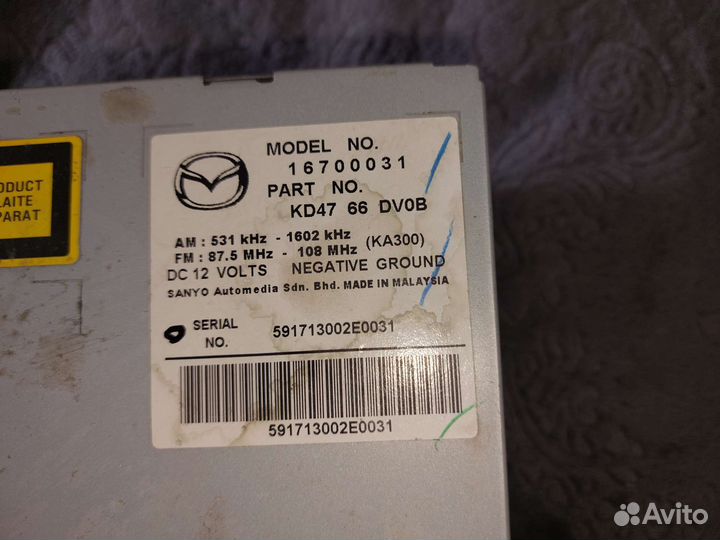 ODUCT
LAITE
PARAT
MODEL NO.
16700031
PART NO.
KD47 66 DV0B
AM : 531 kHz - 1602 kHz
FM : 87.5 MHz - 108 MHz (KA300)
DC 12 VOLTS NEGATIVE GROUND
SANYO Automedia Sdn. Bhd. MADE IN MALAYSIA
SERIAL NO. 591713002E0031
591713002E0031
Avito